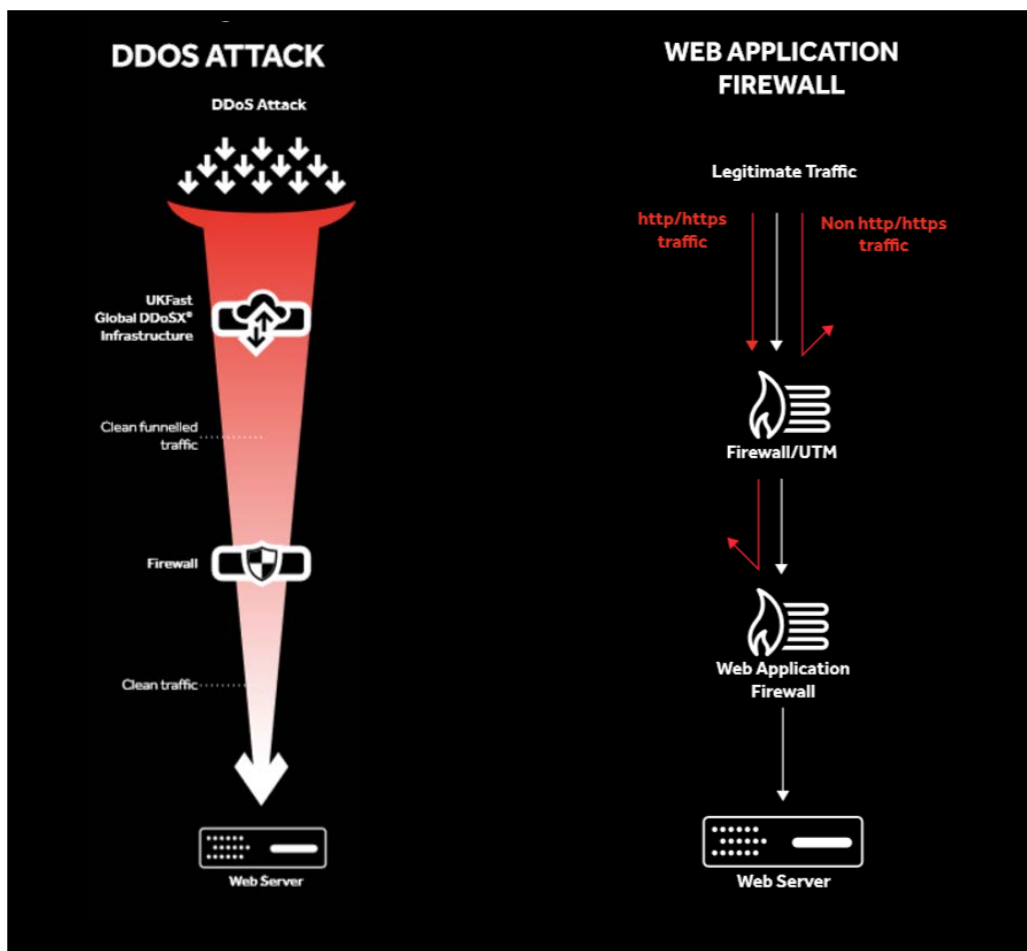 DDOS ATTACK
DDoS Attack
UKFast
Global DDoSX®
Infrastructure
Clean funnelled
traffic
Firewall
Clean traffic
Web Server
WEB APPLICATION
FIREWALL
Legitimate Traffic
http/https
traffic
Non http/https
traffic
Firewall/UTM
Web Application
Firewall
Web Server